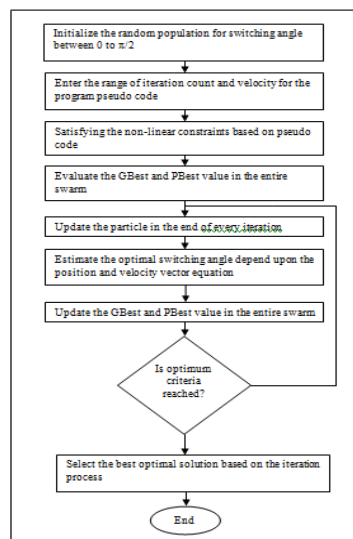 Initialize the random population for switching angle
between 0 to π/2
Enter the range of iteration count and velocity for the
program pseudo code
Satisfying the non-linear constraints based on pseudo
code
Evaluate the GBest and PBest value in the entire
swarm
Update the particle in the end of every iteration
Estimate the optimal switching angle depend upon the
position and velocity vector equation
Update the GBest and PBest value in the entire swarm
Is optimum
criteria
reached?
Select the best optimal solution based on the iteration
process
End